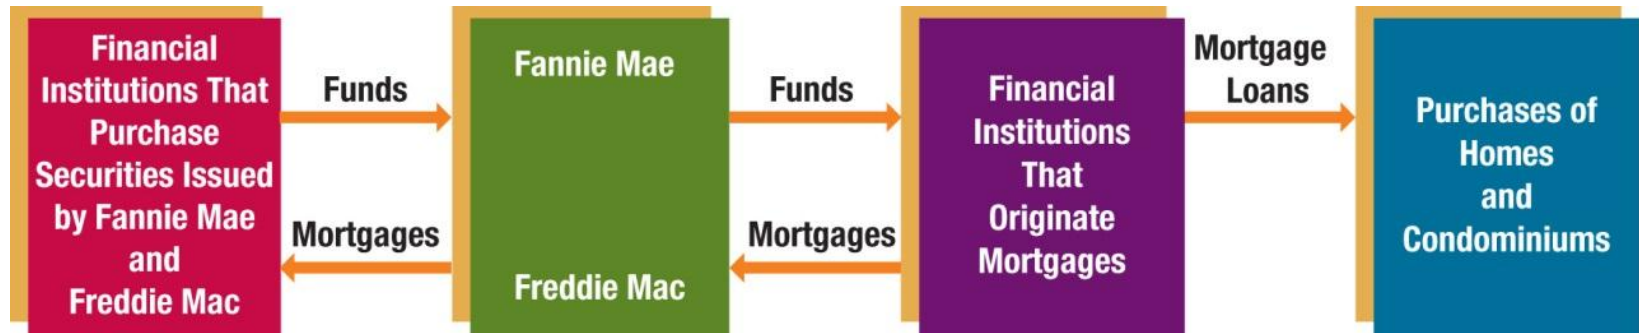 Financial
Institutions That
Purchase
Securities Issued
by Fannie Mae
and
Freddie Mac
Funds
Mortgages
Fannie Mae
Freddie Mac
Funds
Mortgages
Financial
Institutions
That
Originate
Mortgages
Mortgage
Loans
Purchases of
Homes
and
Condominiums